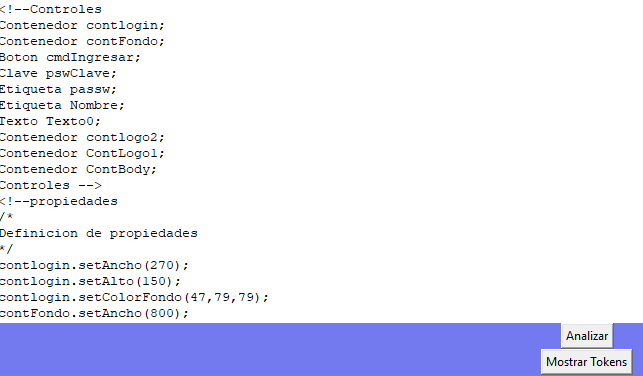 <!--Controles
Contenedor contlogin;
Contenedor contFondo;
Boton cmdIngresar;
Clave pswClave;
Etiqueta passw;
Etiqueta Nombre;
Texto Texto0;
Contenedor contlogo2;
Contenedor ContLogo1;
Contenedor ContBody;
Controles -->
<!--propiedades
/*
Definicion de propiedades
*/
contlogin.setAncho(270);
contlogin.setAlto(150);
contlogin.setColorFondo(47,79,79);
contFondo.setAncho(800);
Analizar
Mostrar Tokens